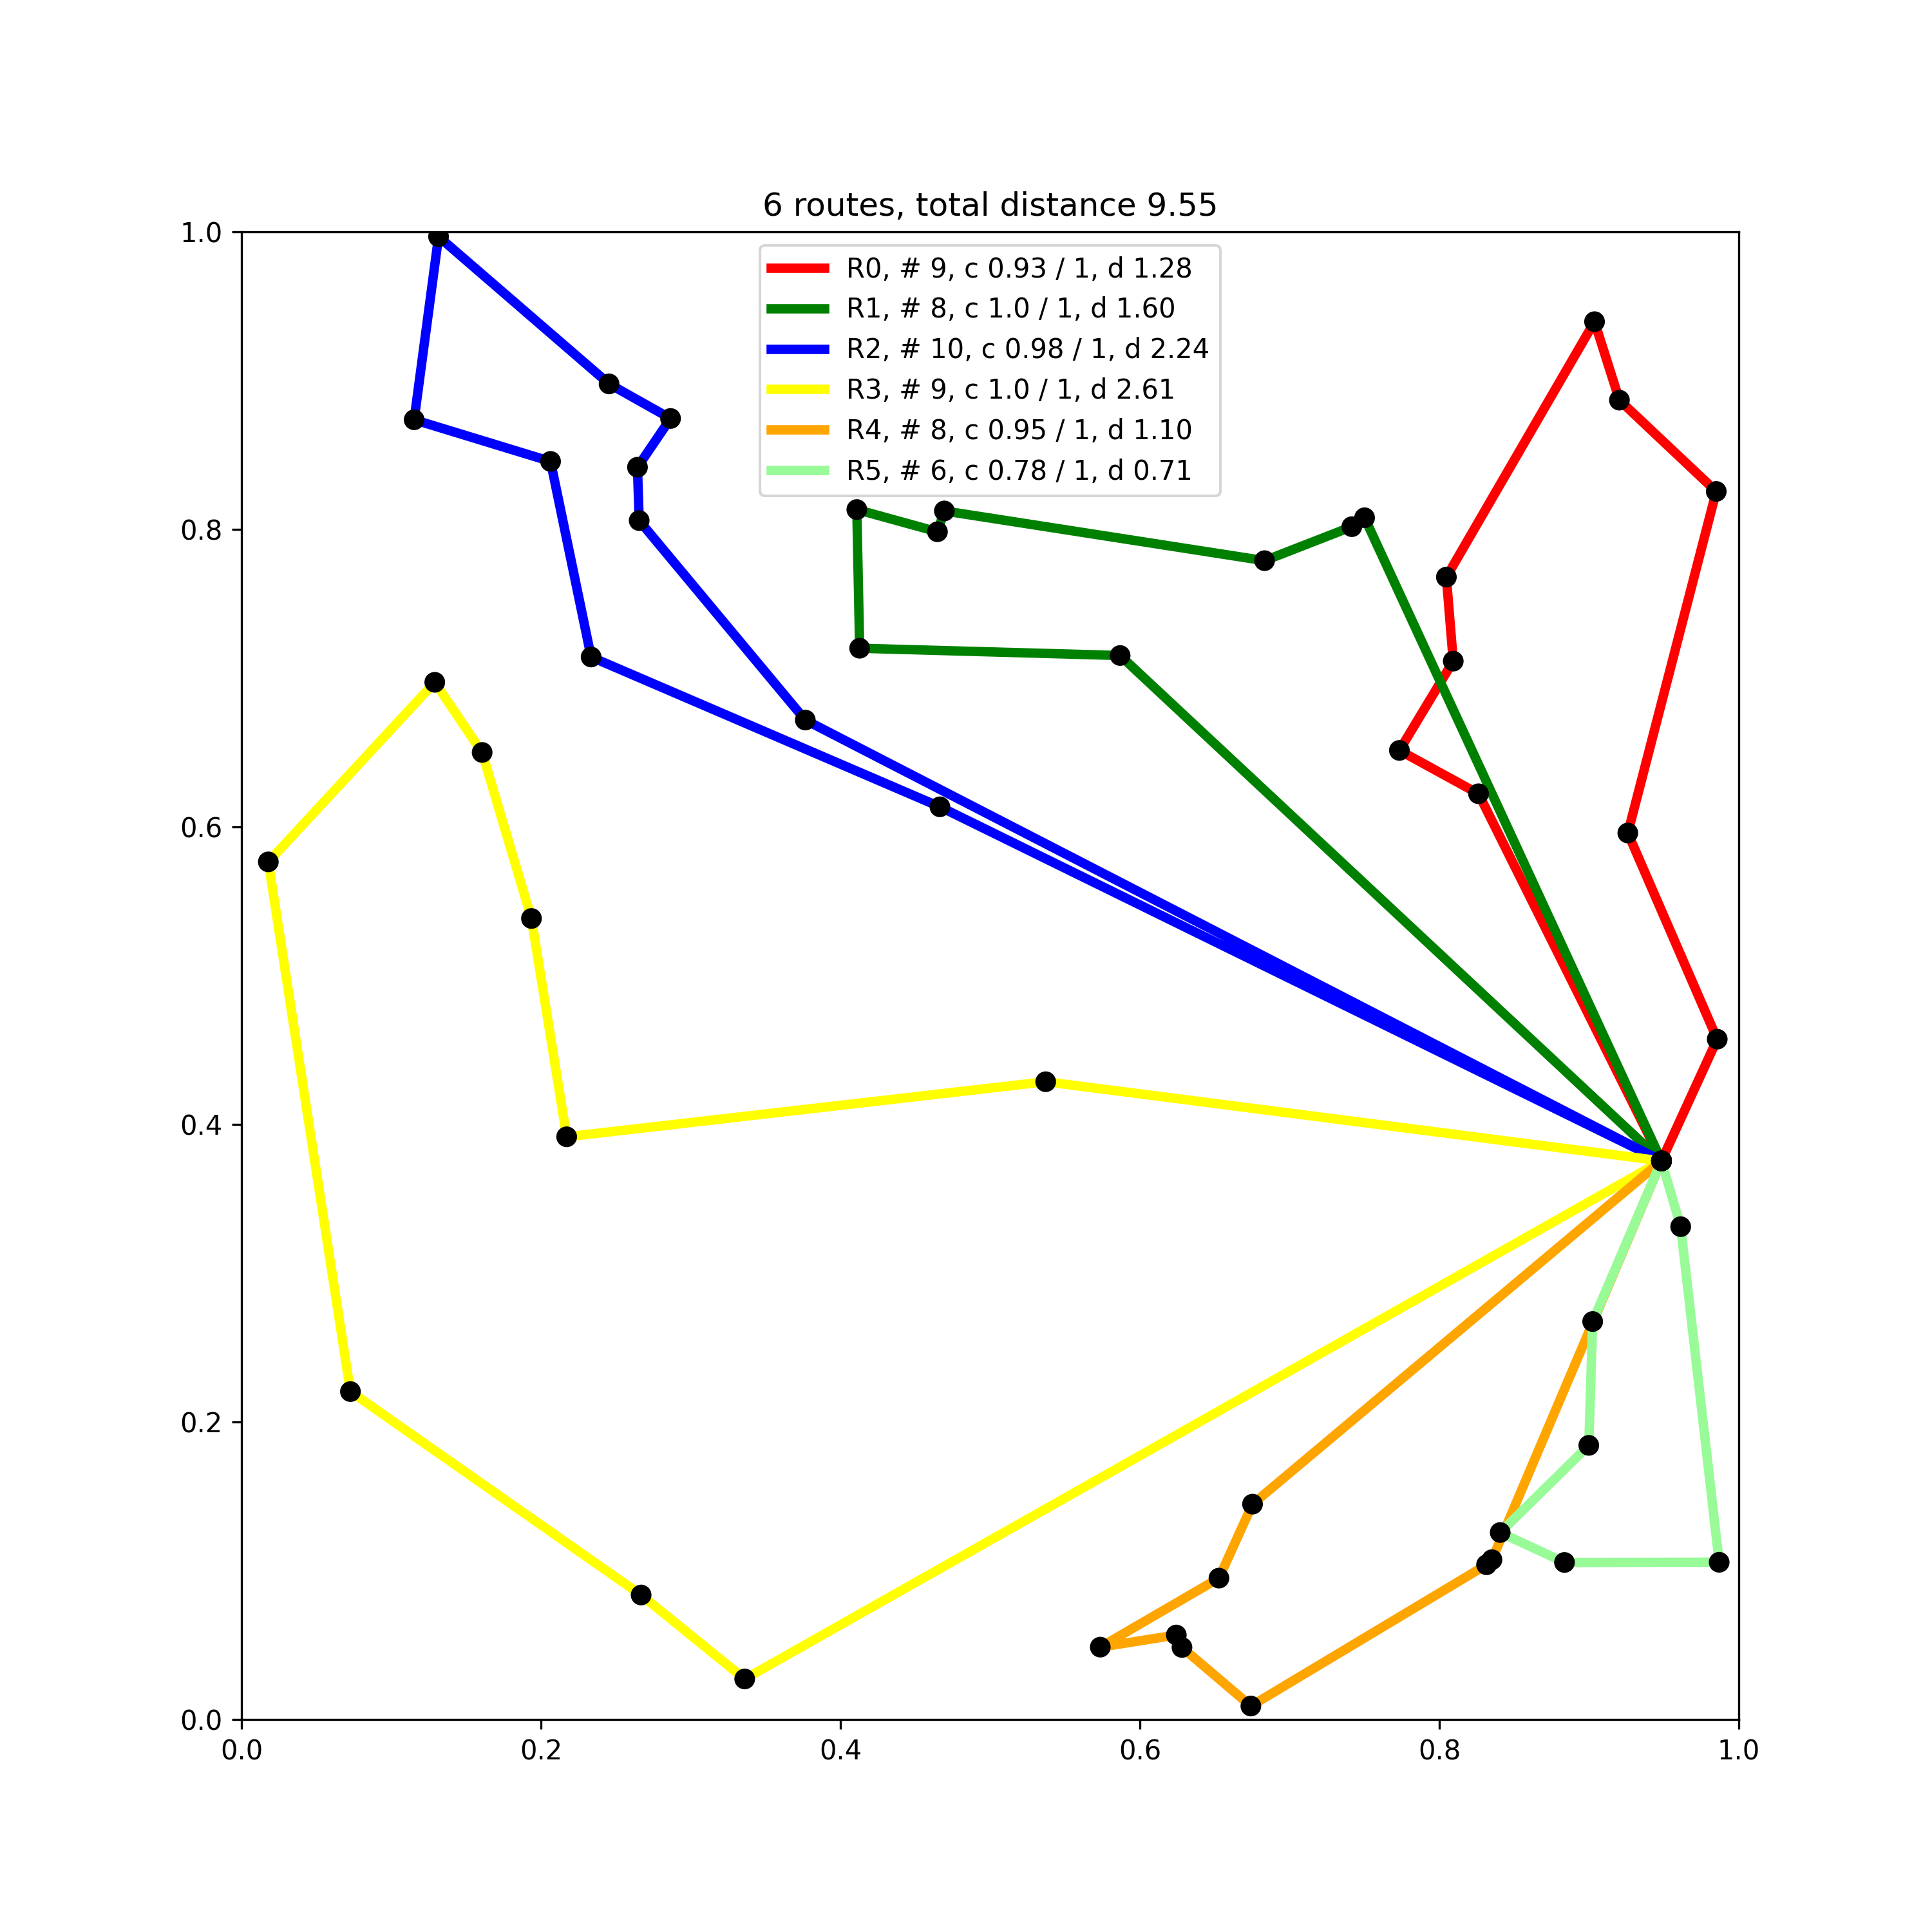 6 routes, total distance 9.55
1.0
R0, # 9, c 0.93 / 1, d 1.28
R1, # 8, c 1.0 / 1, d 1.60
R2, # 10, c 0.98 / 1, d 2.24
R3, # 9, c 1.0 / 1, d 2.61
R4, # 8, c 0.95 / 1, d 1.10
R5, # 6, c 0.78 / 1, d 0.71
0.8
0.6
0.4
0.2
0.0
0.0 0.2 0.4 0.6 0.8 1.0